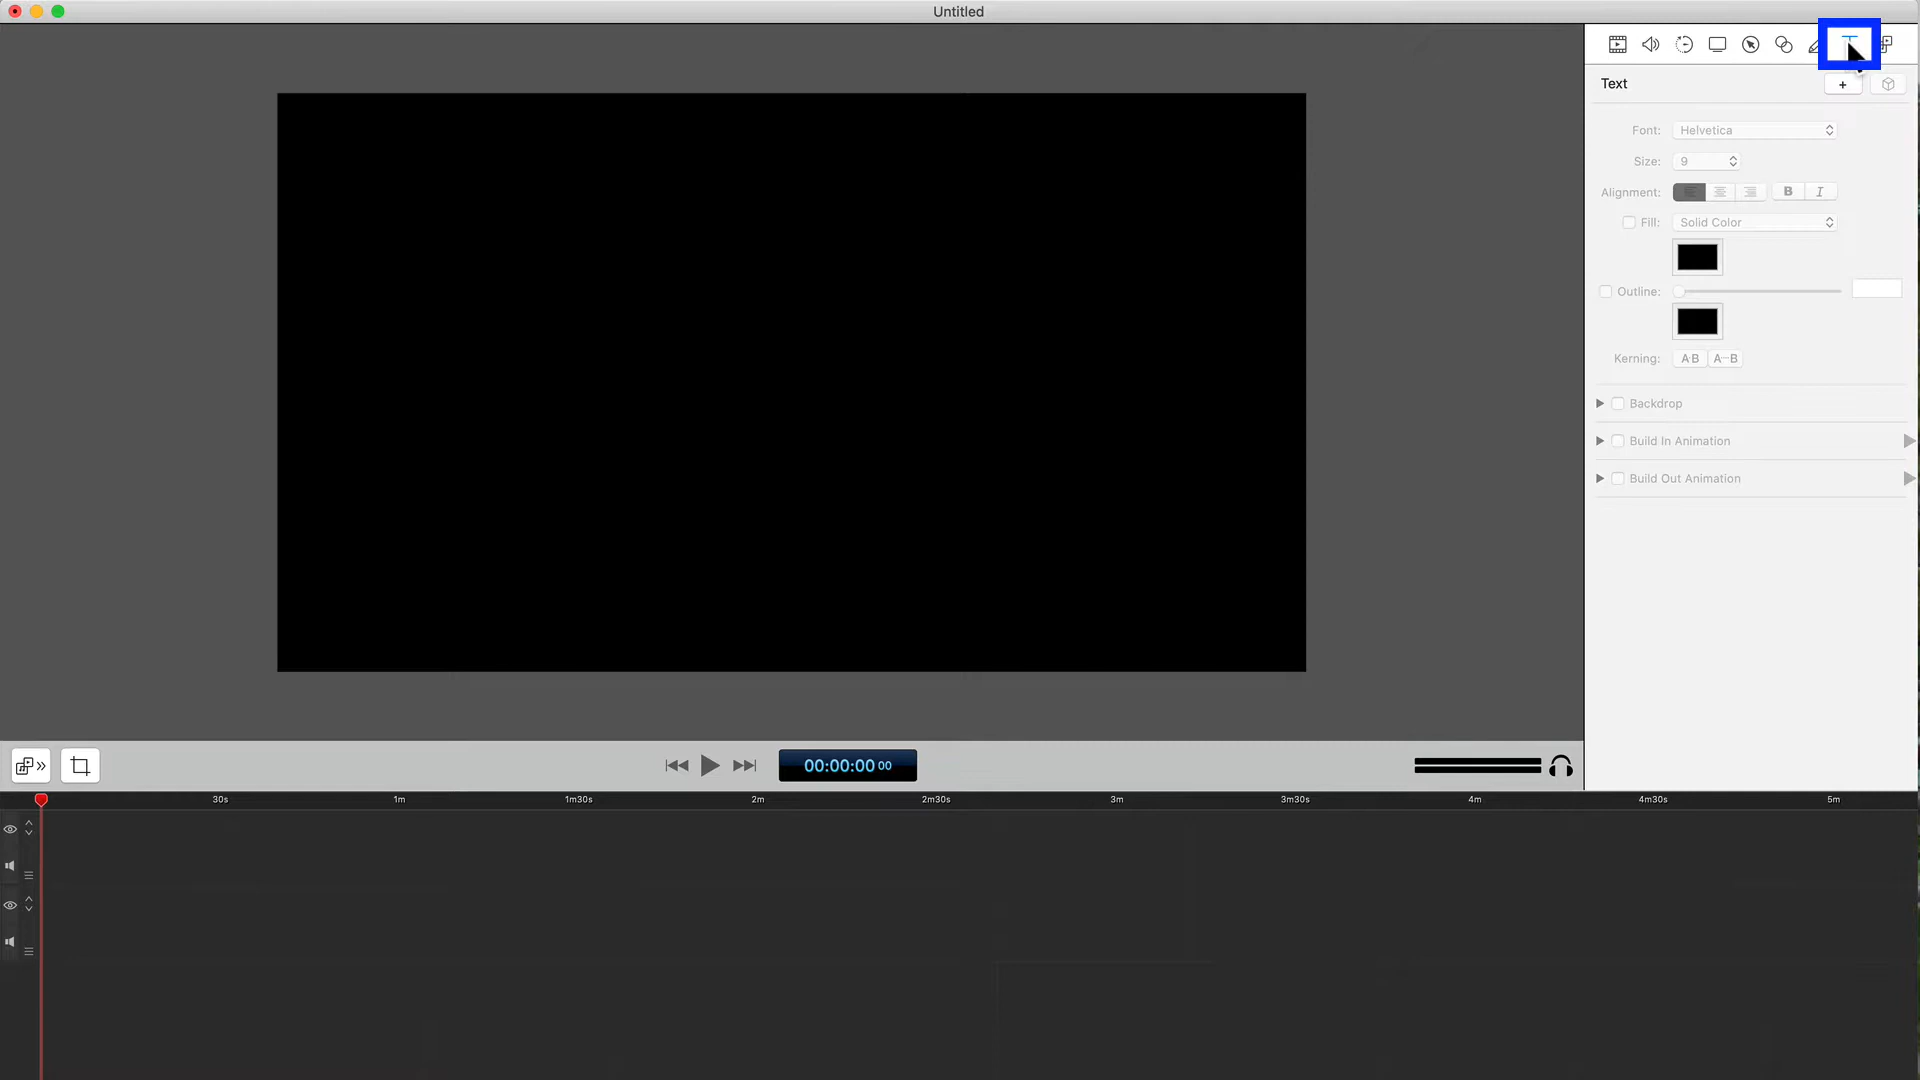 Untitled
Text
+
Font: Helvetica
Size: 9
Alignment: B I
Fill: Solid Color
Outline:
Kerning: A·B A—B
Backdrop
Build In Animation
Build Out Animation
00:00:00 00
30s 1m 1m30s 2m 2m30s 3m 3m30s 4m 4m30s 5m